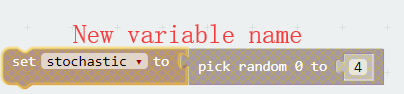 New variable name
set stochastic to pick random 0 to 4